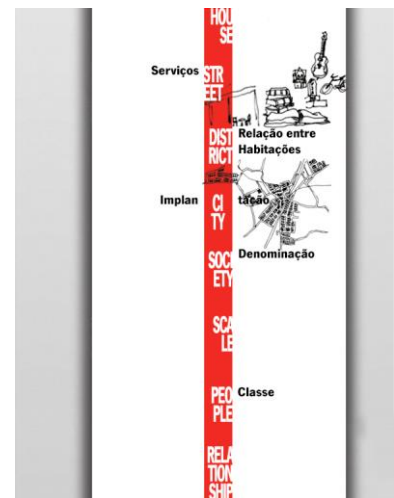 HOU
SE
Serviços
STR
EET
DIST
RICT
Relação entre
Habitações
Implan
CI
TY
tação
SOCI
ETY
Denominação
SCA
LE
PEO
PLE
Classe
RELA
TION
SHIP